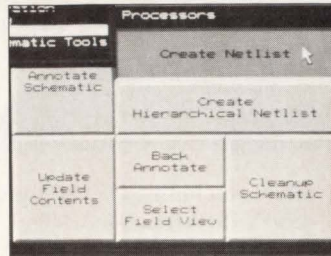 Processors
Create Netlist
Annotate
Schematic
Create
Hierarchical Netlist
Update
Field
Contents
Back
Annotate
Select
Field View
Cleanup
Schematic
Tools